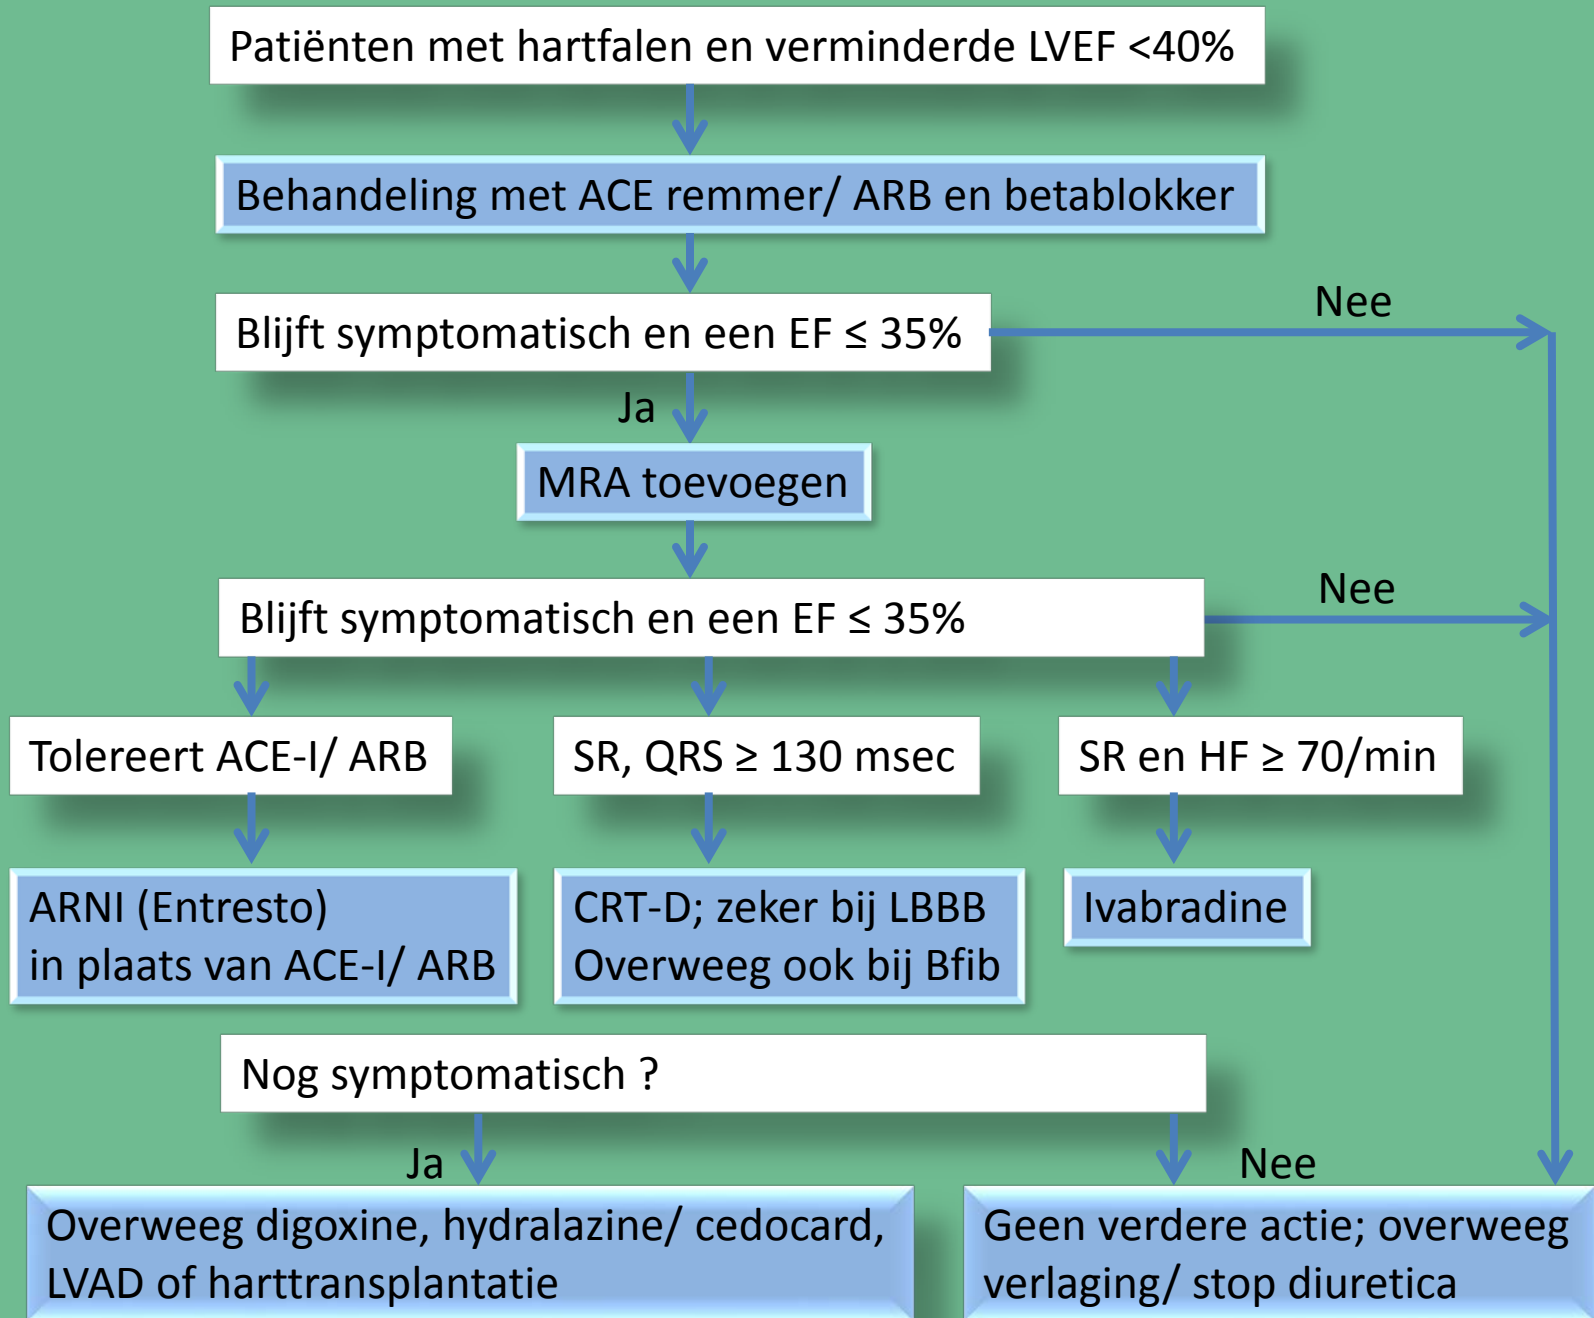 Patiënten met hartfalen en verminderde LVEF <40%
Behandeling met ACE remmer/ ARB en betablokker
Blijft symptomatisch en een EF ≤ 35%
Nee
Ja
MRA toevoegen
Blijft symptomatisch en een EF ≤ 35%
Nee
Tolereert ACE-I/ ARB
SR, QRS ≥ 130 msec
SR en HF ≥ 70/min
ARNI (Entresto)
in plaats van ACE-I/ ARB
CRT-D; zeker bij LBBB
Overweeg ook bij Bfib
Ivabradine
Nog symptomatisch ?
Ja
Nee
Overweeg digoxine, hydralazine/ cedocard,
LVAD of harttransplantatie
Geen verdere actie; overweeg
verlaging/ stop diuretica